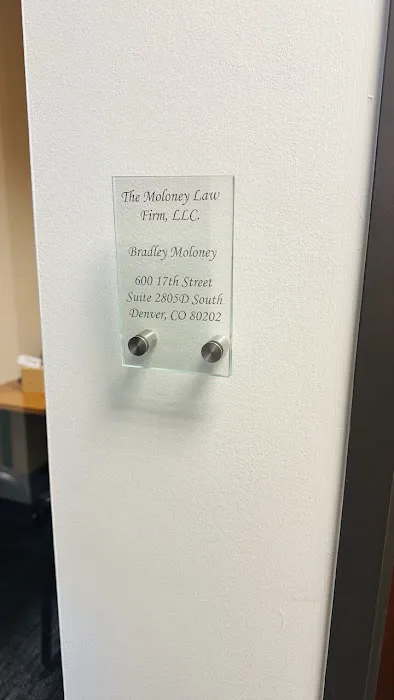 The Moloney Law
Firm, LLC.
Bradley Moloney
600 17th Street
Suite 2805D South
Denver, CO 80202